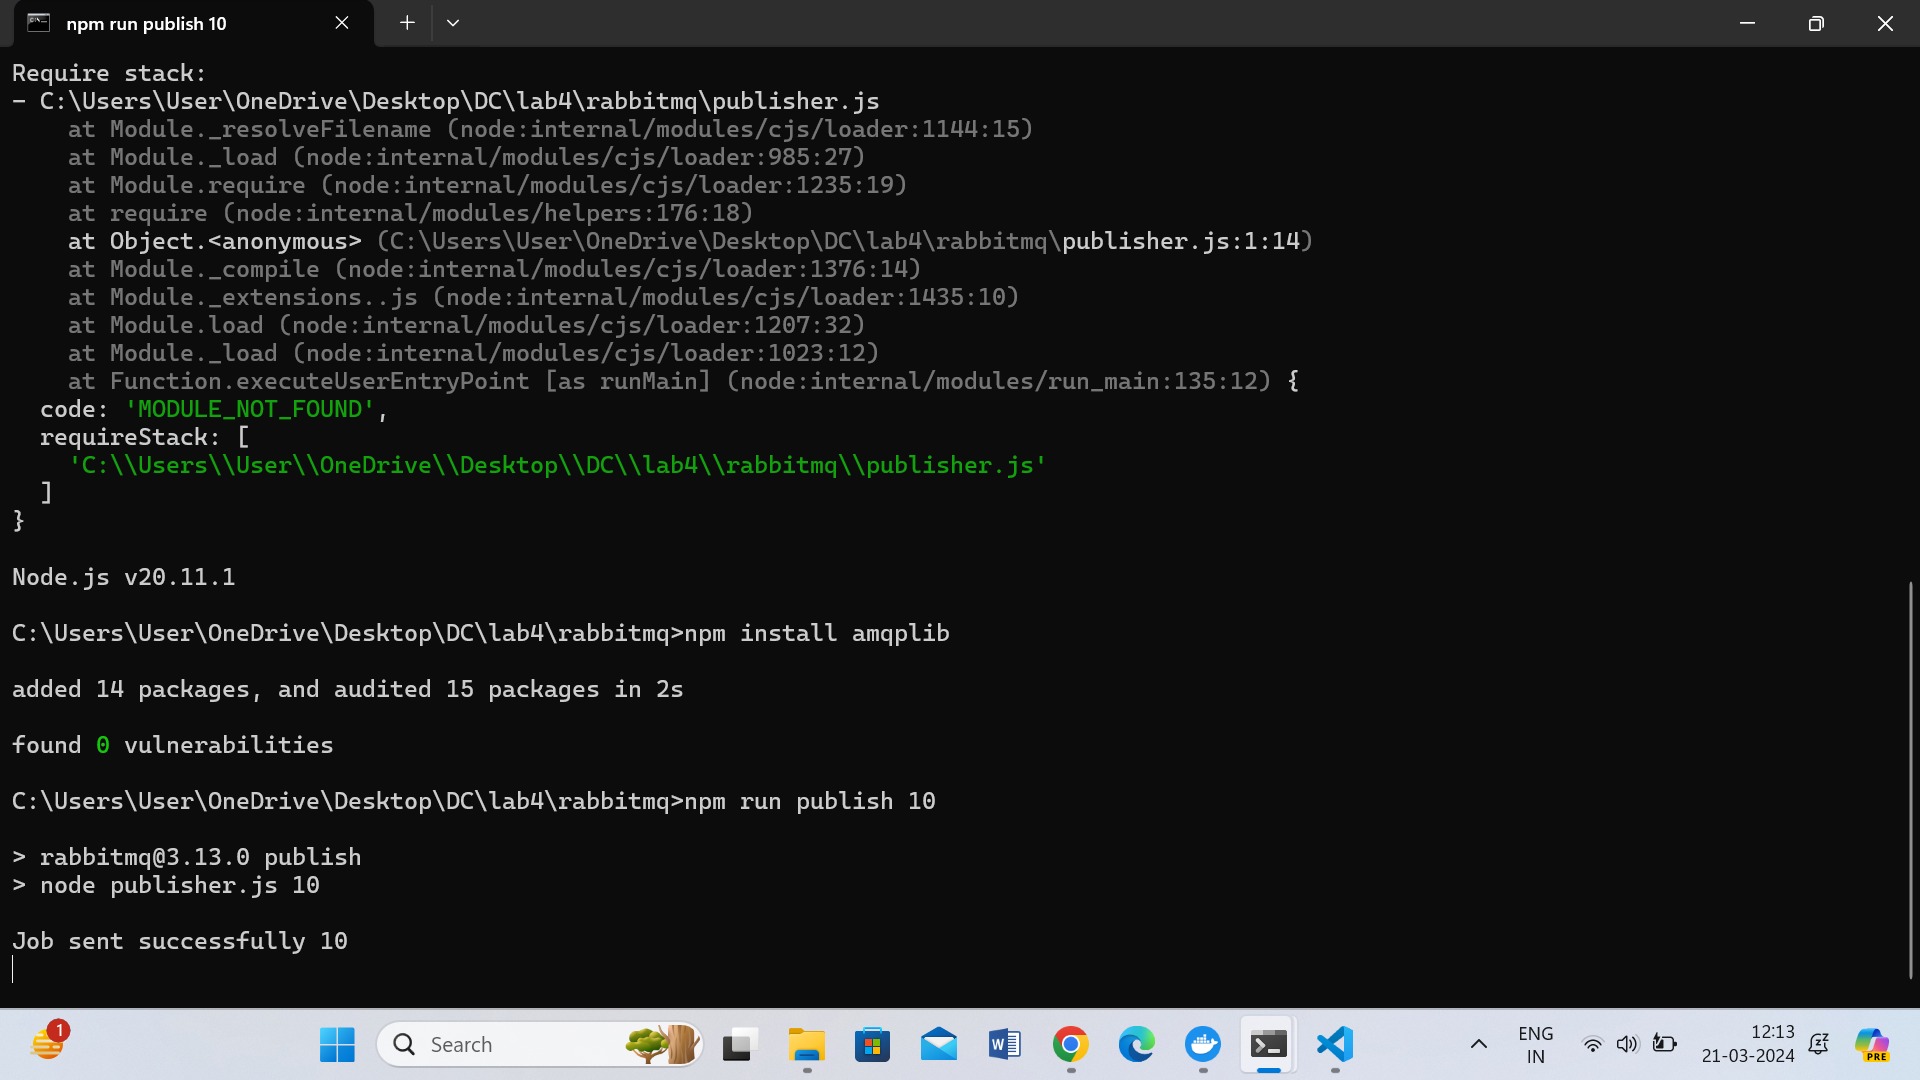 npm run publish 10
Require stack:
- C:\Users\User\OneDrive\Desktop\DC\lab4\rabbitmq\publisher.js
    at Module._resolveFilename (node:internal/modules/cjs/loader:1144:15)
    at Module._load (node:internal/modules/cjs/loader:985:27)
    at Module.require (node:internal/modules/cjs/loader:1235:19)
    at require (node:internal/modules/helpers:176:18)
    at Object.<anonymous> (C:\Users\User\OneDrive\Desktop\DC\lab4\rabbitmq\publisher.js:1:14)
    at Module._compile (node:internal/modules/cjs/loader:1376:14)
    at Module._extensions..js (node:internal/modules/cjs/loader:1435:10)
    at Module.load (node:internal/modules/cjs/loader:1207:32)
    at Module._load (node:internal/modules/cjs/loader:1023:12)
    at Function.executeUserEntryPoint [as runMain] (node:internal/modules/run_main:135:12) {
  code: 'MODULE_NOT_FOUND',
  requireStack: [
    'C:\\Users\\User\\OneDrive\\Desktop\\DC\\lab4\\rabbitmq\\publisher.js'
  ]
}
Node.js v20.11.1
C:\Users\User\OneDrive\Desktop\DC\lab4\rabbitmq>npm install amqplib
added 14 packages, and audited 15 packages in 2s
found 0 vulnerabilities
C:\Users\User\OneDrive\Desktop\DC\lab4\rabbitmq>npm run publish 10
> rabbitmq@3.13.0 publish
> node publisher.js 10
Job sent successfully 10
1
Search
W
ENG
IN
12:13
21-03-2024
PRE